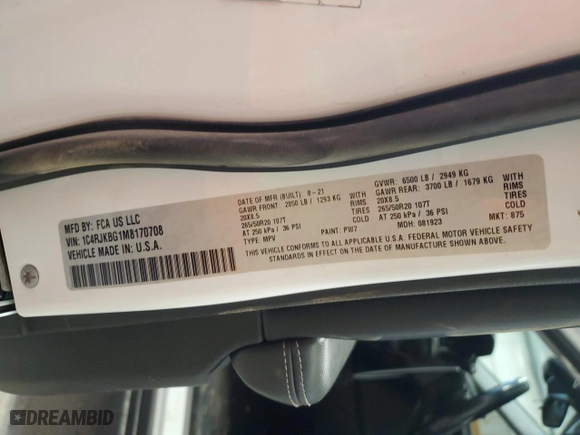 MFD BY: FCA US LLC
VIN: 1C4RJKBG1M8170708
VEHICLE MADE IN: U.S.A.
DATE OF MFR (BUILT) 8-21
GAWR FRONT: 2850 LB / 1293 KG WITH
20X8.5 RIMS
265/50R20 107T TIRES
AT 250 kPa / 36 PSI COLD
TYPE: MPV PAINT: PW7
GVWR: 6500 LB / 2949 KG
GAWR REAR: 3700 LB / 1679 KG WITH
20X8.5 RIMS
265/50R20 107T TIRES
AT 250 kPa / 36 PSI COLD
MDH: 081923 MKT: 875
THIS VEHICLE CONFORMS TO ALL APPLICABLE U.S.A. FEDERAL MOTOR VEHICLE SAFETY
STANDARDS IN EFFECT ON THE DATE OF MANUFACTURE SHOWN ABOVE.
DREAMBID